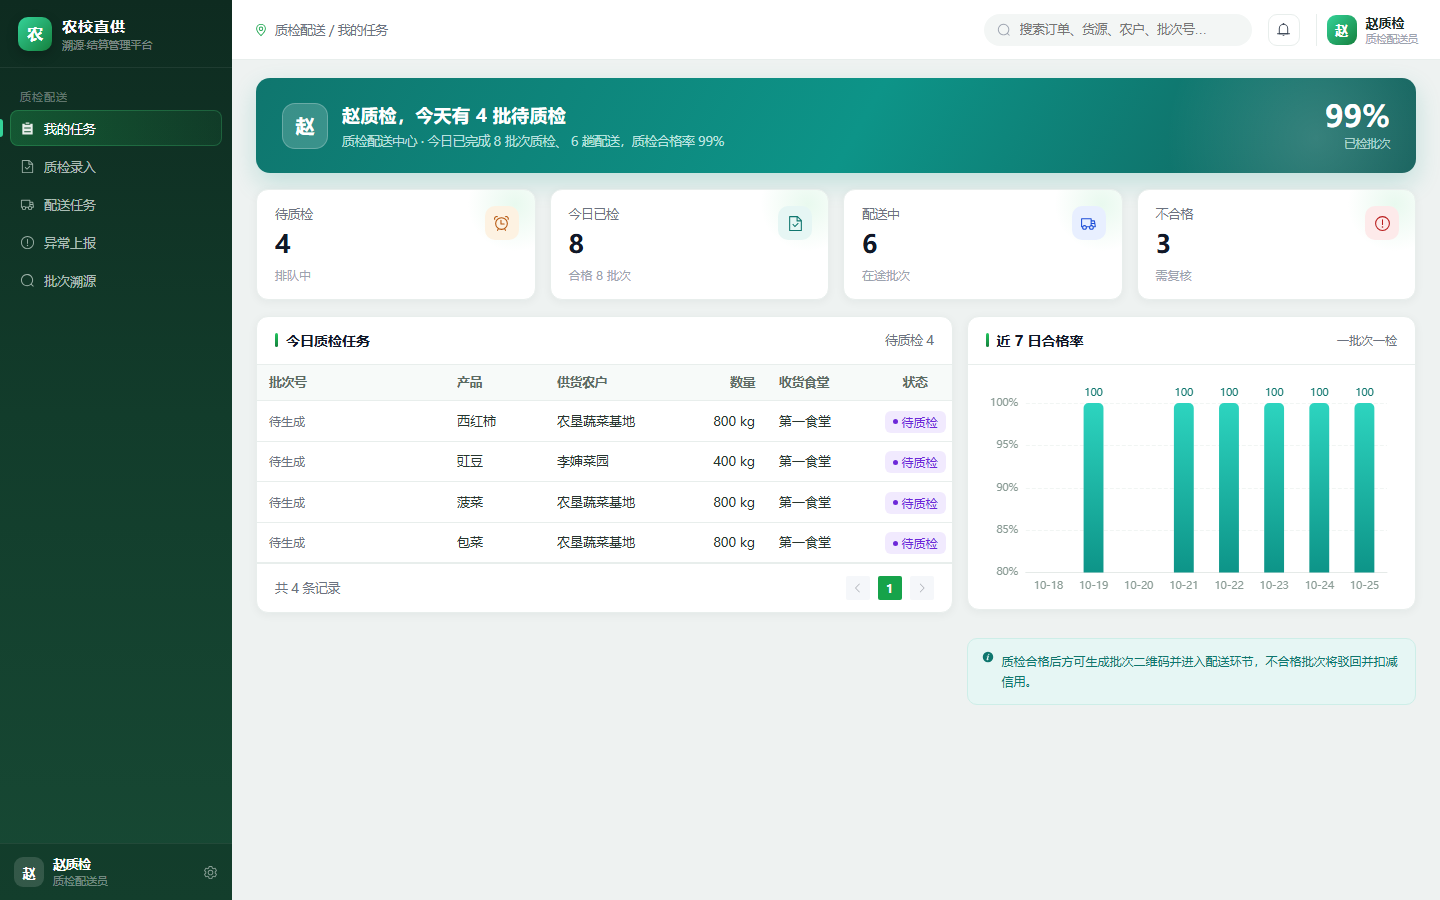 农 农校直供
溯源·结算管理平台
质检配送
我的任务
质检录入
配送任务
异常上报
批次溯源
赵 赵质检
质检配送员
质检配送 / 我的任务
搜索订单、货源、农户、批次号...
赵 赵质检
质检配送员
赵
赵质检，今天有 4 批待质检
质检配送中心 · 今日已完成 8 批次质检、 6 趟配送，质检合格率 99%
99%
已检批次
待质检
4
排队中
今日已检
8
合格 8 批次
配送中
6
在途批次
不合格
3
需复核
今日质检任务 待质检 4
批次号 产品 供货农户 数量 收货食堂 状态
待生成 西红柿 农垦蔬菜基地 800 kg 第一食堂 待质检
待生成 豇豆 李婶菜园 400 kg 第一食堂 待质检
待生成 菠菜 农垦蔬菜基地 800 kg 第一食堂 待质检
待生成 包菜 农垦蔬菜基地 800 kg 第一食堂 待质检
共 4 条记录 1
近 7 日合格率 一批次一检
100 100 100 100 100 100
100%
95%
90%
85%
80%
10-18 10-19 10-20 10-21 10-22 10-23 10-24 10-25
质检合格后方可生成批次二维码并进入配送环节，不合格批次将驳回并扣减
信用。